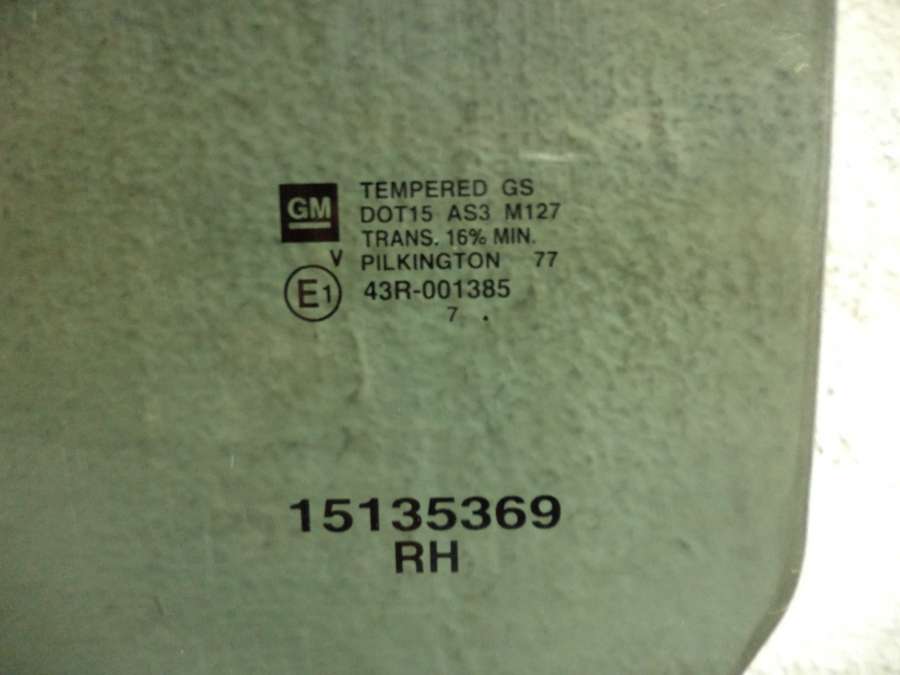 GM
TEMPERED GS
DOT15 AS3 M127
TRANS. 16% MIN.
V PILKINGTON 77
E1 43R-001385
7 .
15135369
RH